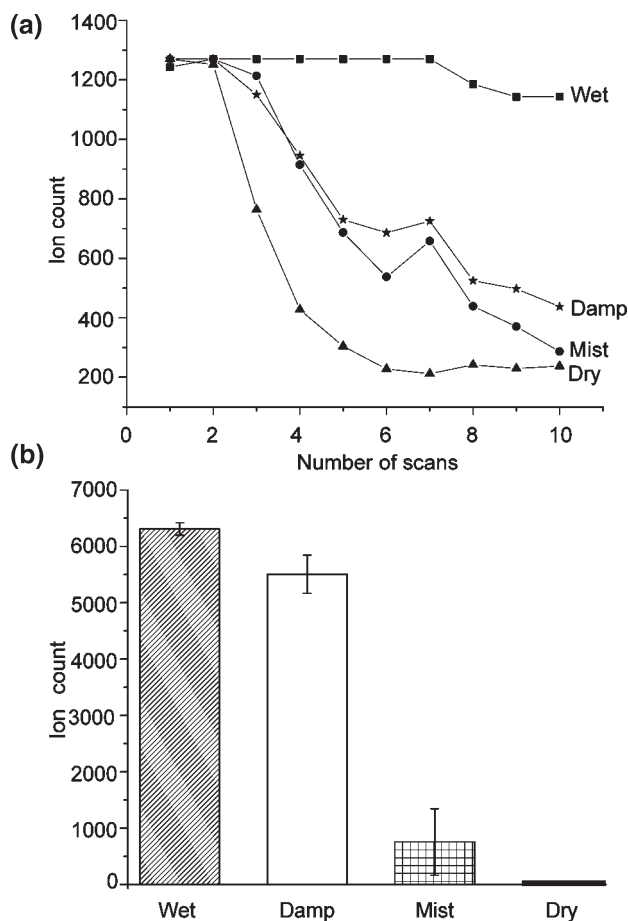 (a)
1400
1200
1000
800
600
400
200
Ion count
Wet
Damp
Mist
Dry
0 2 4 6 8 10
Number of scans
(b)
7000
6000
5000
4000
3000
2000
1000
0
Ion count
Wet Damp Mist Dry